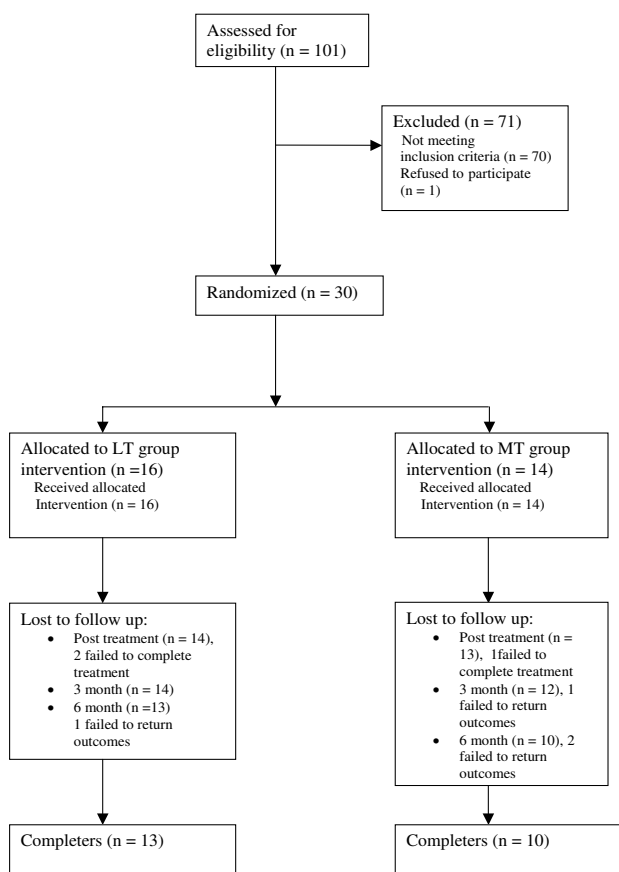 Assessed for
eligibility (n = 101)
Excluded (n = 71)
Not meeting
inclusion criteria (n = 70)
Refused to participate
(n = 1)
Randomized (n = 30)
Allocated to LT group
intervention (n =16)
Received allocated
Intervention (n = 16)
Allocated to MT group
intervention (n = 14)
Received allocated
Intervention (n = 14)
Lost to follow up:
• Post treatment (n = 14),
2 failed to complete
treatment
• 3 month (n = 14)
• 6 month (n =13)
1 failed to return
outcomes
Lost to follow up:
• Post treatment (n =
13), 1failed to
complete treatment
• 3 month (n = 12), 1
failed to return
outcomes
• 6 month (n = 10), 2
failed to return
outcomes
Completers (n = 13)
Completers (n = 10)